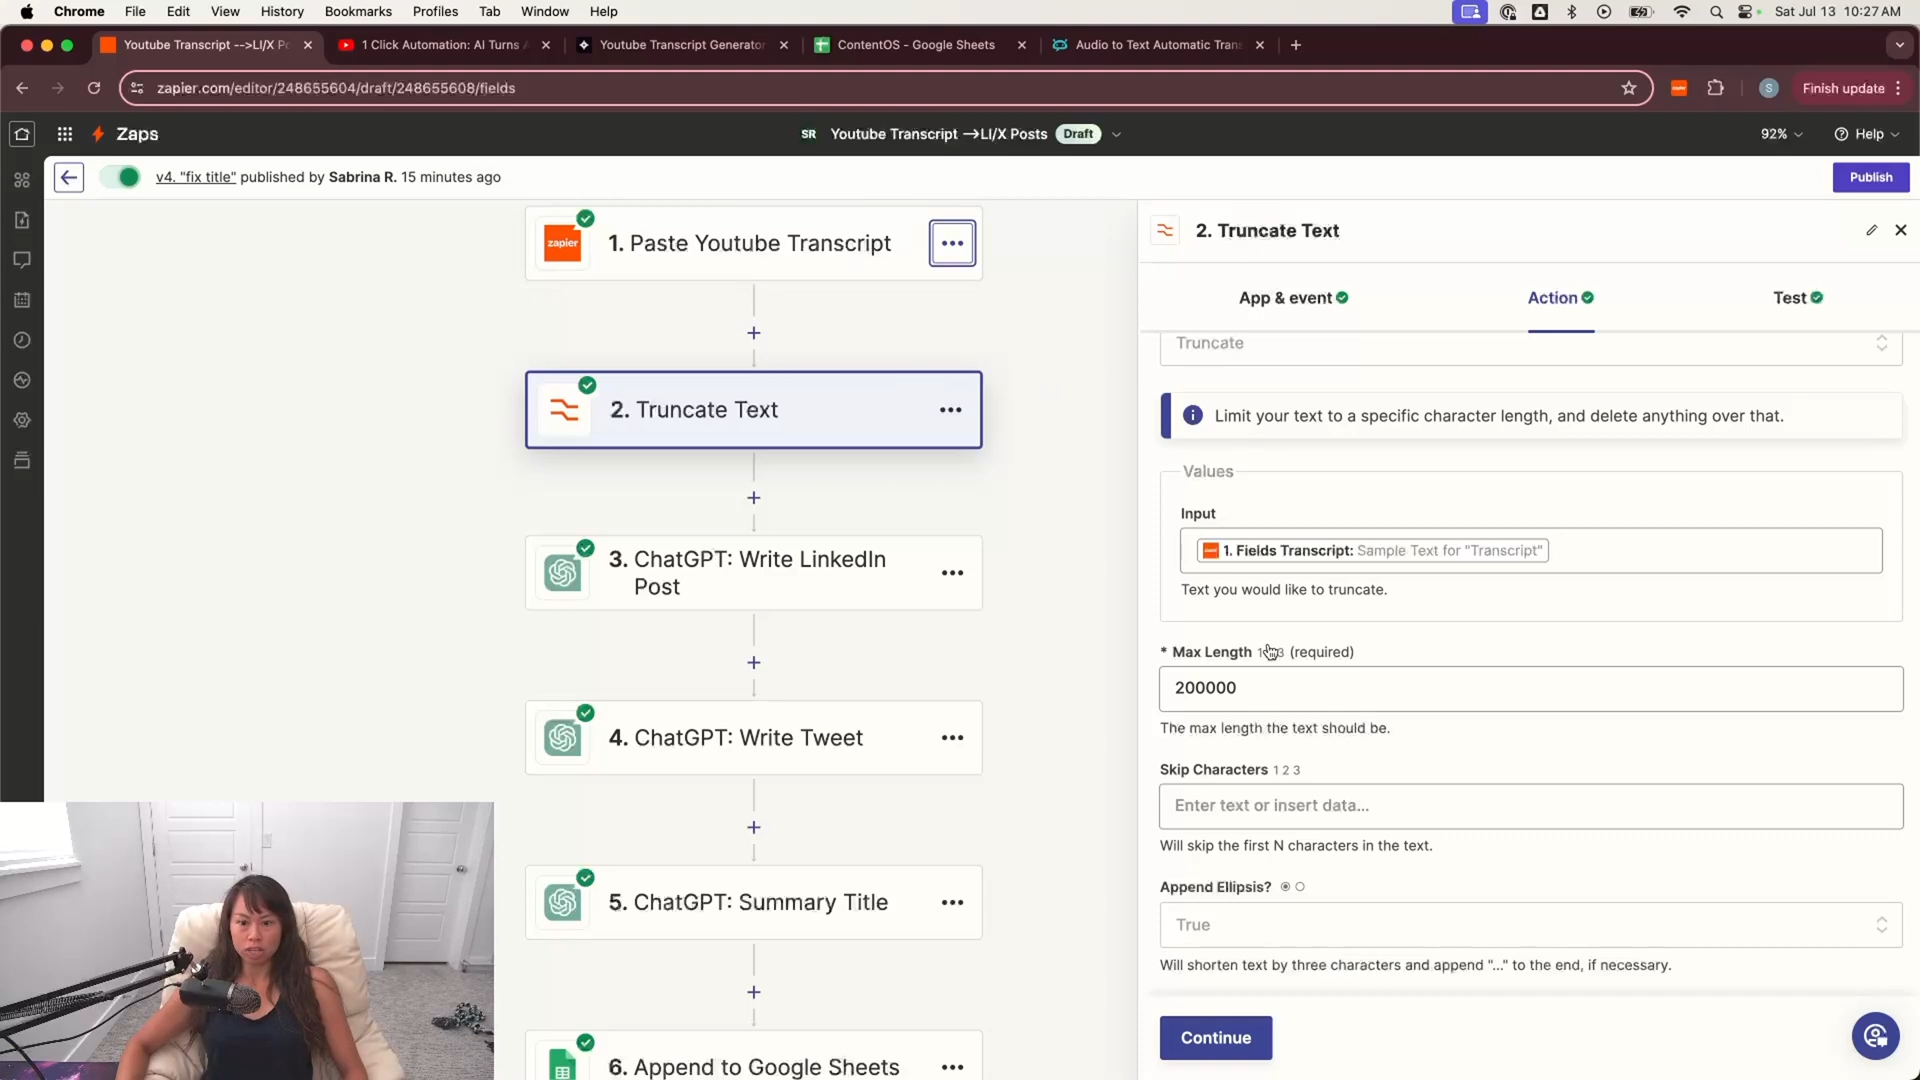 Chrome File Edit View History Bookmarks Profiles Tab Window Help Sat Jul 13 10:27 AM
Youtube Transcript -->LI/X Po 1 Click Automation: AI Turns Youtube Transcript Generator ContentOS - Google Sheets Audio to Text Automatic Tran
zapier.com/editor/248655604/draft/248655608/fields S Finish update
Zaps SR Youtube Transcript ->LI/X Posts Draft 92% Help
v4. "fix title" published by Sabrina R. 15 minutes ago Publish
zapier 1. Paste Youtube Transcript
2. Truncate Text
3. ChatGPT: Write LinkedIn
Post
4. ChatGPT: Write Tweet
5. ChatGPT: Summary Title
6. Append to Google Sheets
2. Truncate Text
App & event Action Test
Truncate
Limit your text to a specific character length, and delete anything over that.
Values
Input
1. Fields Transcript: Sample Text for "Transcript"
Text you would like to truncate.
* Max Length (required)
200000
The max length the text should be.
Skip Characters 1 2 3
Enter text or insert data...
Will skip the first N characters in the text.
Append Ellipsis?
True
Will shorten text by three characters and append "..." to the end, if necessary.
Continue